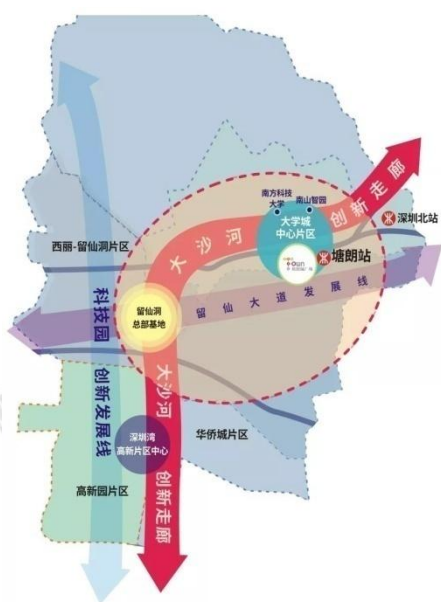 南方科技
大学
南山智园
大学城
中心片区
创新走廊
深圳北站
塘朗站
西丽-留仙洞片区
大沙河
留仙大道发展线
留仙洞
总部基地
科技园
创新发展线
大沙河
创新走廊
深圳湾
高新片区中心
华侨城片区
高新园片区